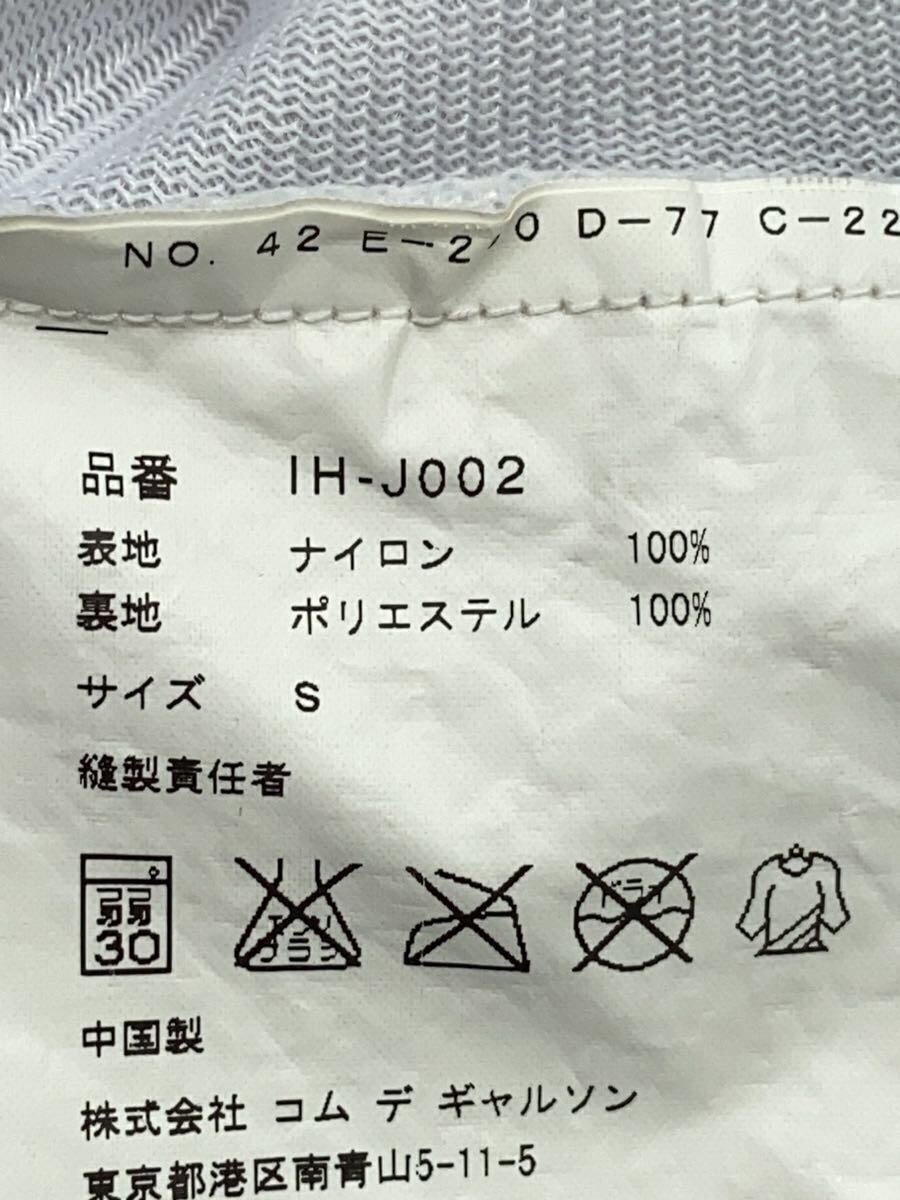 NO. 42 D-77 C-22
品番 IH-J002
表地 ナイロン 100%
裏地 ポリエステル 100%
サイズ S
縫製責任者
弱
30
中国製
株式会社 コム デ ギャルソン
東京都港区南青山5-11-5